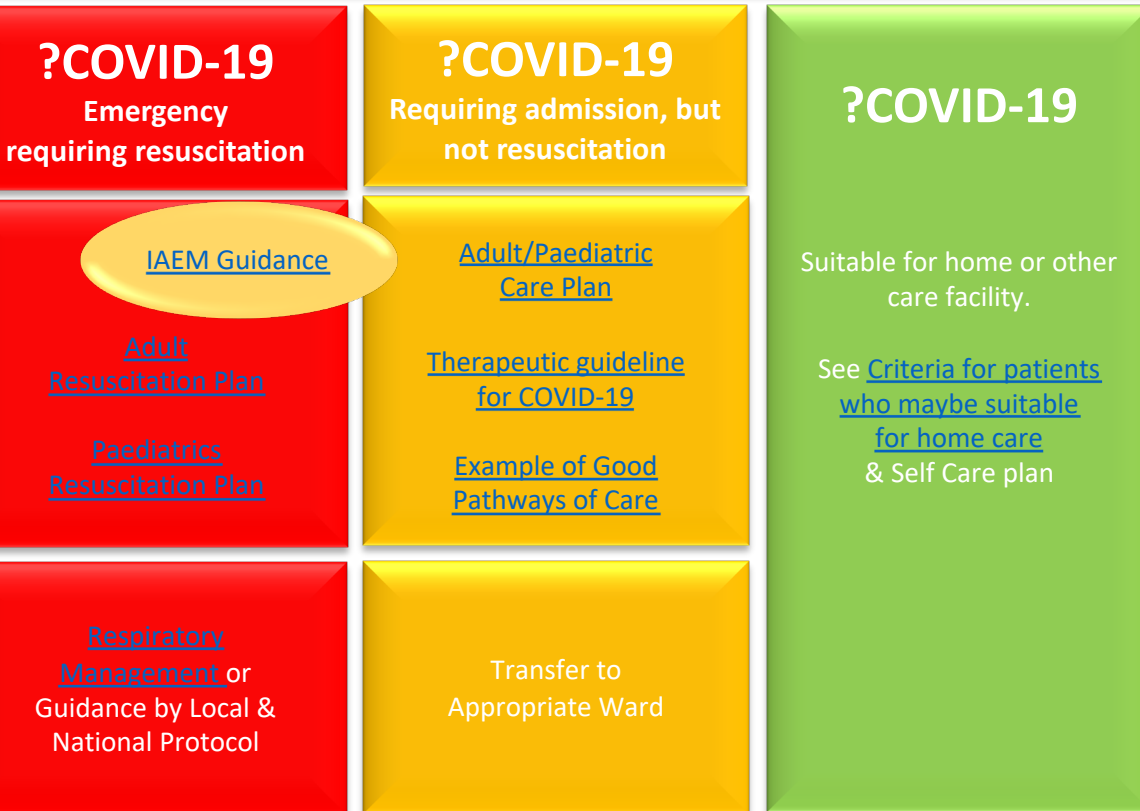 ?COVID-19
Emergency
requiring resuscitation
IAEM Guidance
Adult
Resuscitation Plan
Paediatrics
Resuscitation Plan
Respiratory
Management or
Guidance by Local &
National Protocol
?COVID-19
Requiring admission, but
not resuscitation
Adult/Paediatric
Care Plan
Therapeutic guideline
for COVID-19
Example of Good
Pathways of Care
Transfer to
Appropriate Ward
?COVID-19
Suitable for home or other
care facility.
See Criteria for patients
who maybe suitable
for home care
& Self Care plan